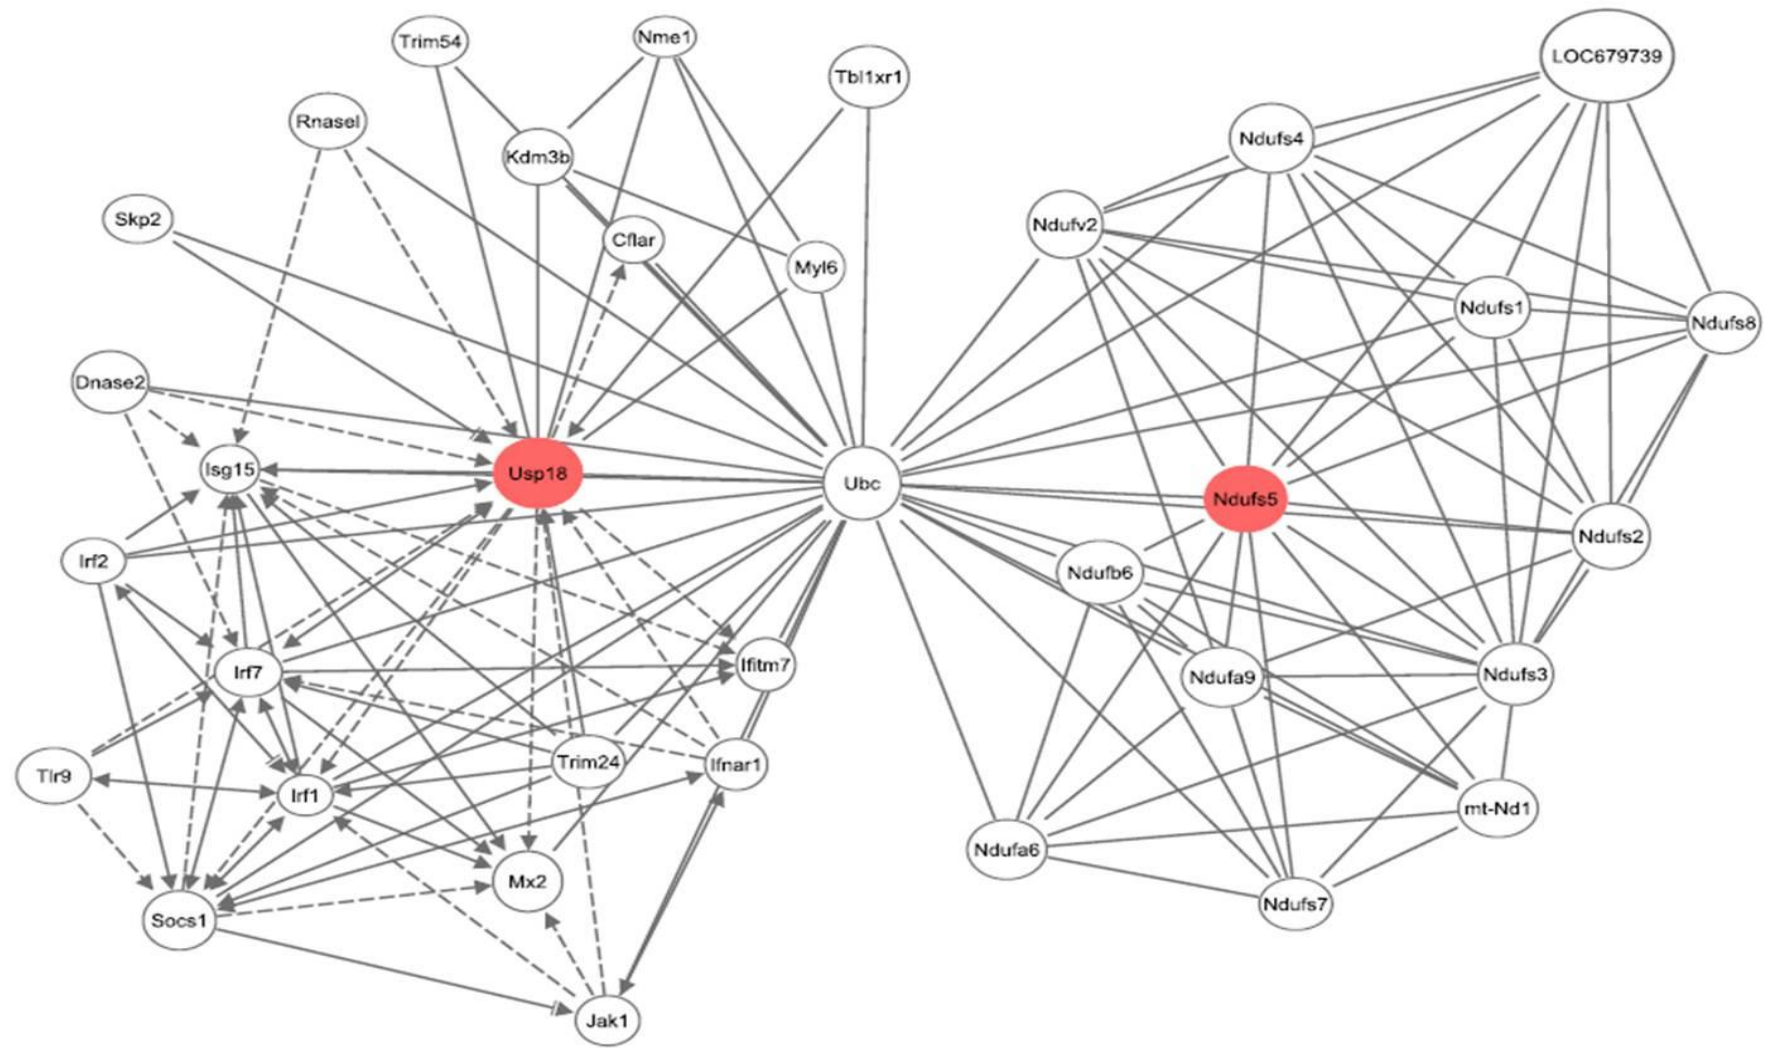 Trim54
Nme1
LOC679739
Tbl1xr1
Rnasel
Ndufs4
Kdm3b
Skp2
Ndufv2
Cflar
Myl6
Ndufs1
Ndufs8
Dnase2
Isg15
Usp18
Ubc
Ndufs5
Ndufs2
Irf2
Ndufb6
Irf7
Ifitm7
Ndufa9
Ndufs3
Tlr9
Irf1
Trim24
Ifnar1
mt-Nd1
Ndufa6
Mx2
Ndufs7
Socs1
Jak1